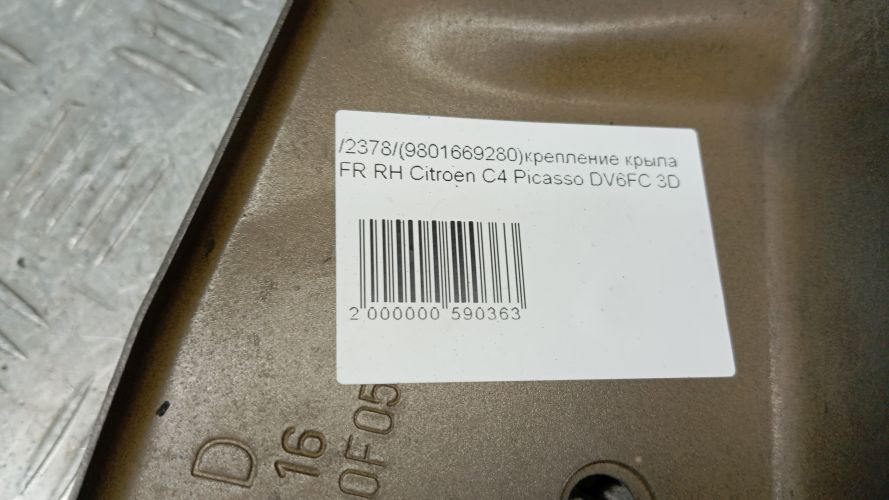 /2378/(9801669280)крепление крыла
FR RH Citroen C4 Picasso DV6FC 3D
2 000000 590363
D
16
0F05